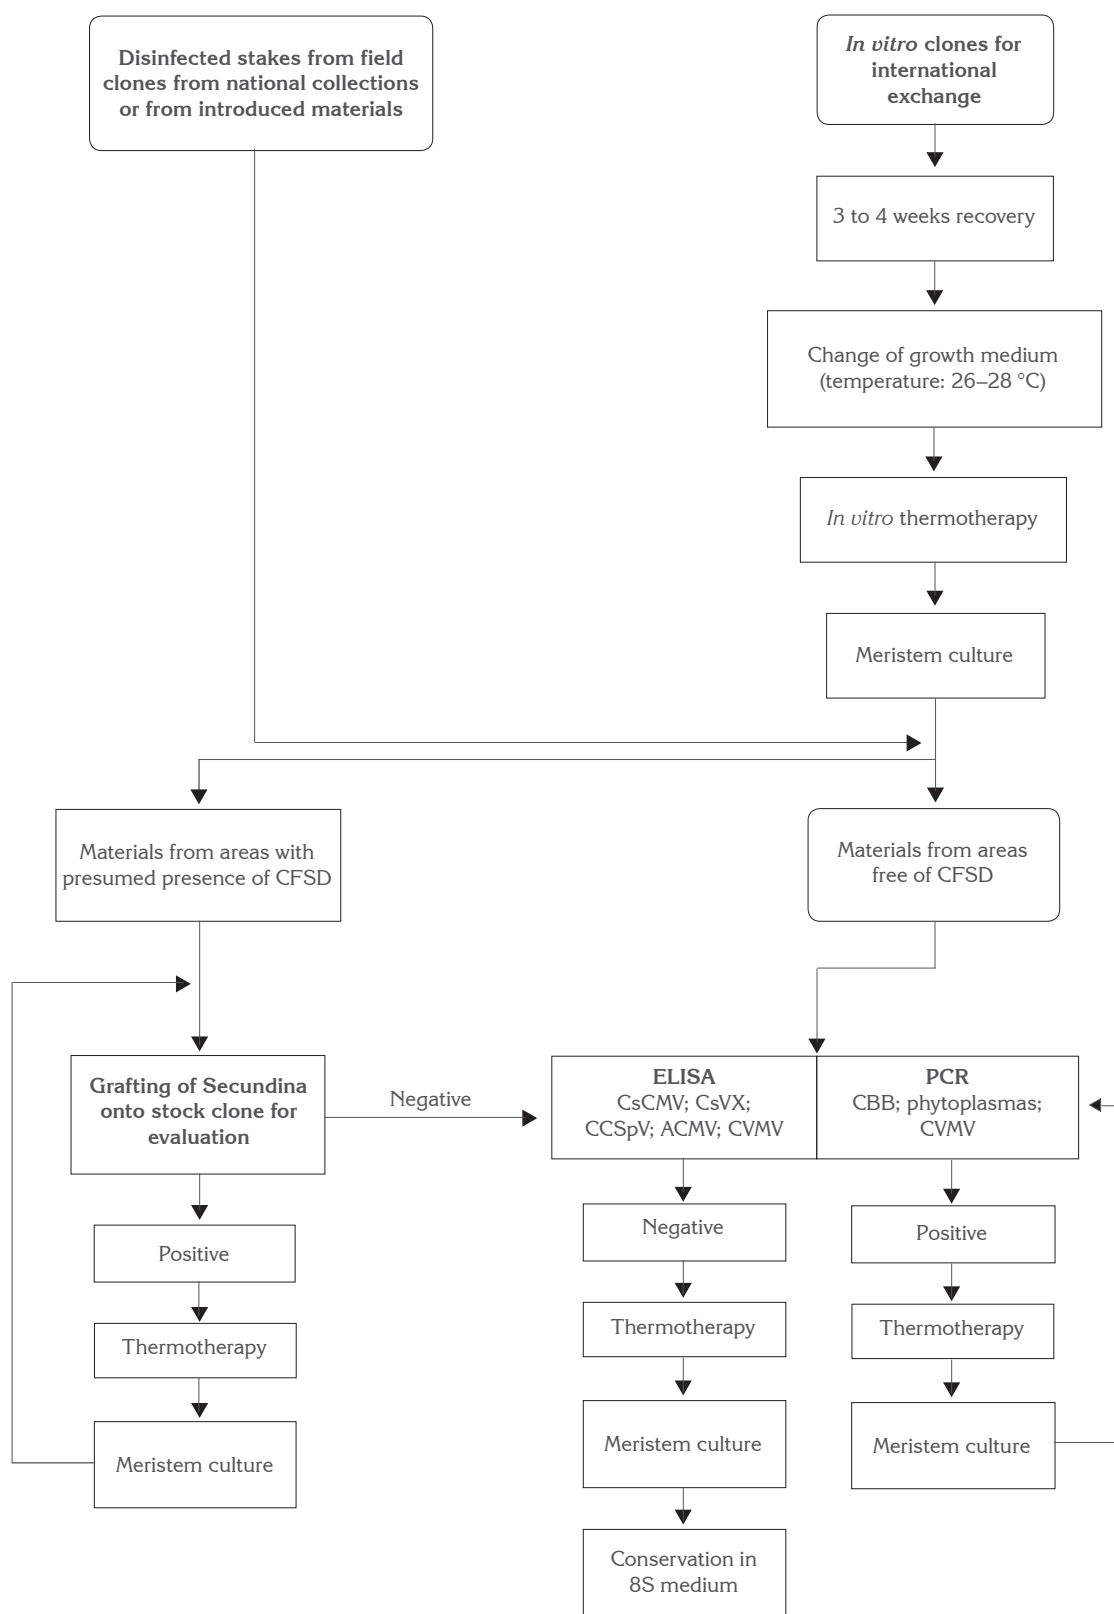 Disinfected stakes from field
clones from national collections
or from introduced materials
In vitro clones for
international
exchange
3 to 4 weeks recovery
Change of growth medium
(temperature: 26–28 °C)
In vitro thermotherapy
Meristem culture
Materials from areas with
presumed presence of CFSD
Materials from areas
free of CFSD
Grafting of Secundina
onto stock clone for
evaluation
Negative
ELISA
CsCMV; CsVX;
CCSpV; ACMV; CVMV
PCR
CBB; phytoplasmas;
CVMV
Positive
Thermotherapy
Meristem culture
Negative
Thermotherapy
Meristem culture
Conservation in
8S medium
Positive
Thermotherapy
Meristem culture